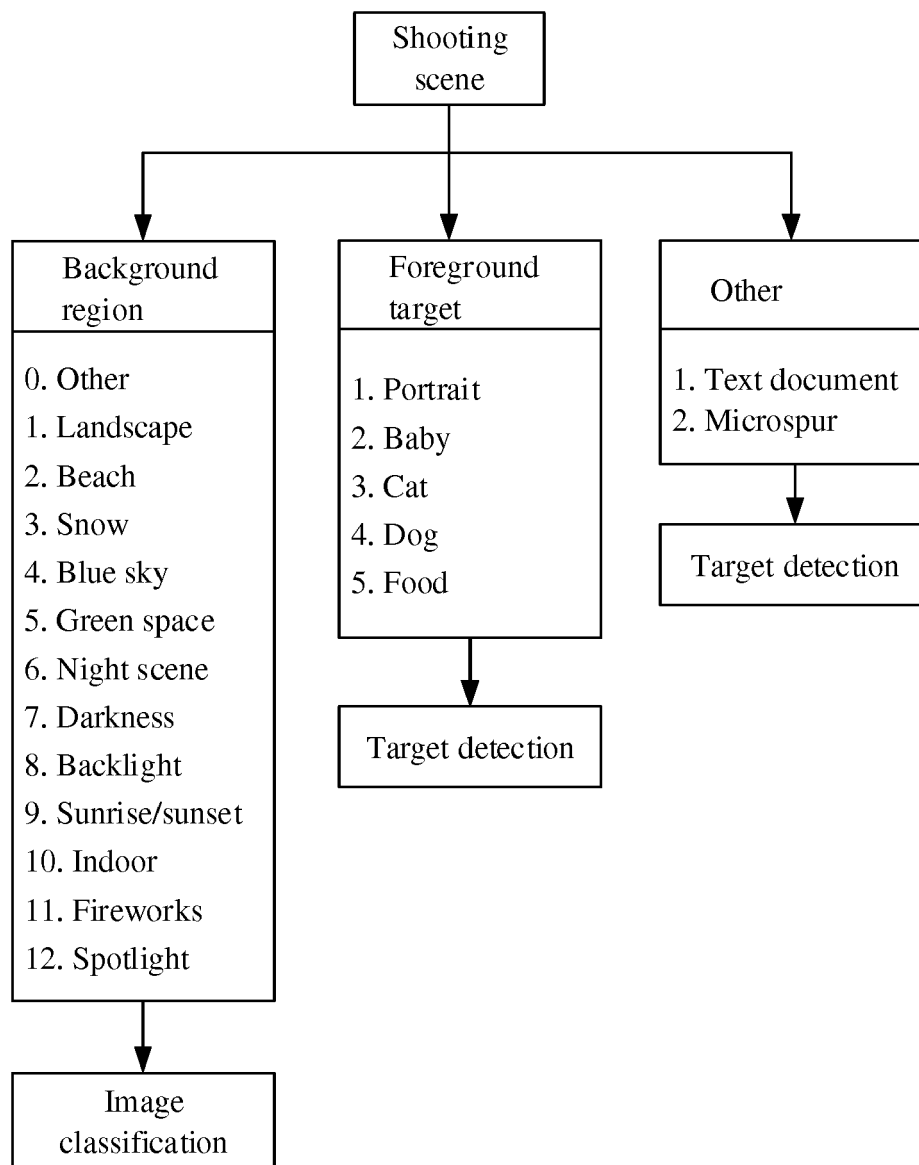 Shooting
scene
Background
region
0. Other
1. Landscape
2. Beach
3. Snow
4. Blue sky
5. Green space
6. Night scene
7. Darkness
8. Backlight
9. Sunrise/sunset
10. Indoor
11. Fireworks
12. Spotlight
Image
classification
Foreground
target
1. Portrait
2. Baby
3. Cat
4. Dog
5. Food
Target detection
Other
1. Text document
2. Microspur
Target detection